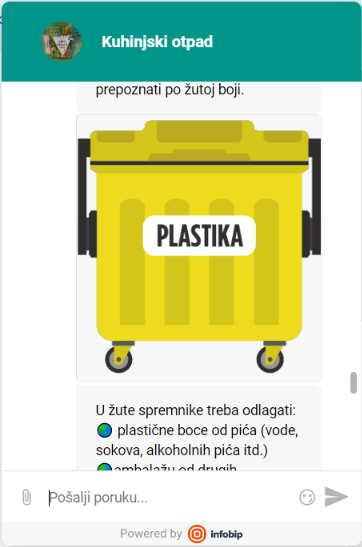 Kuhinjski otpad
prepoznati po žutoj boji.
PLASTIKA
U žute spremnike treba odlagati:
plastične boce od pića (vode,
sokova, alkoholnih pića itd.)
ambalažu od drugih
Pošalji poruku...
Powered by infobip